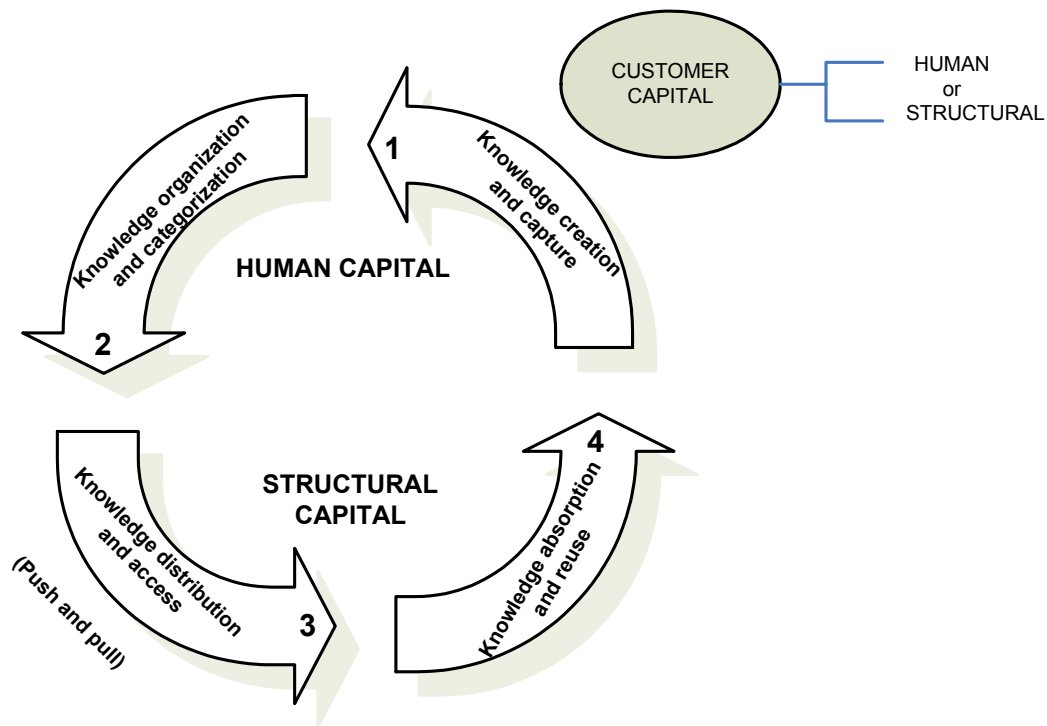 CUSTOMER
CAPITAL
HUMAN
or
STRUCTURAL
1
Knowledge creation
and capture
Knowledge organization
and categorization
2
HUMAN CAPITAL
STRUCTURAL
CAPITAL
Knowledge distribution
and access
3
(Push and pull)
4
Knowledge absorption
and reuse